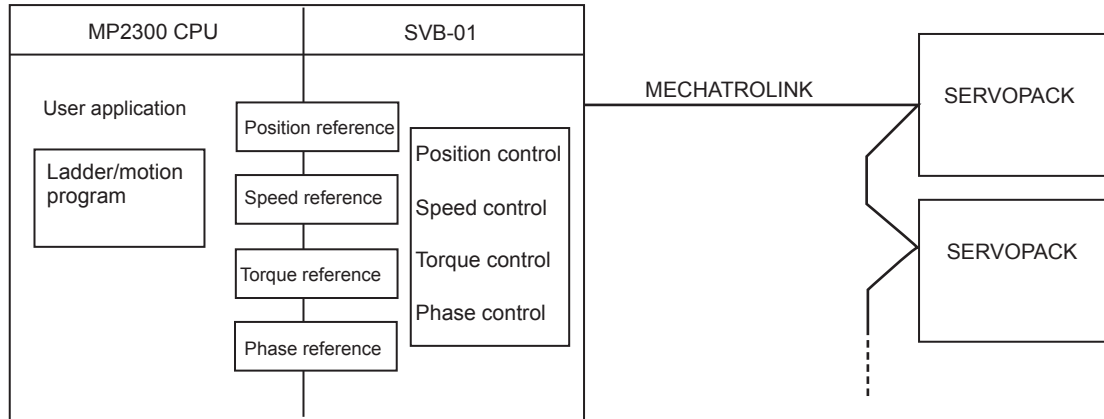 MP2300 CPU
SVB-01
User application
Ladder/motion
program
Position reference
Speed reference
Torque reference
Phase reference
Position control
Speed control
Torque control
Phase control
MECHATROLINK
SERVOPACK
SERVOPACK